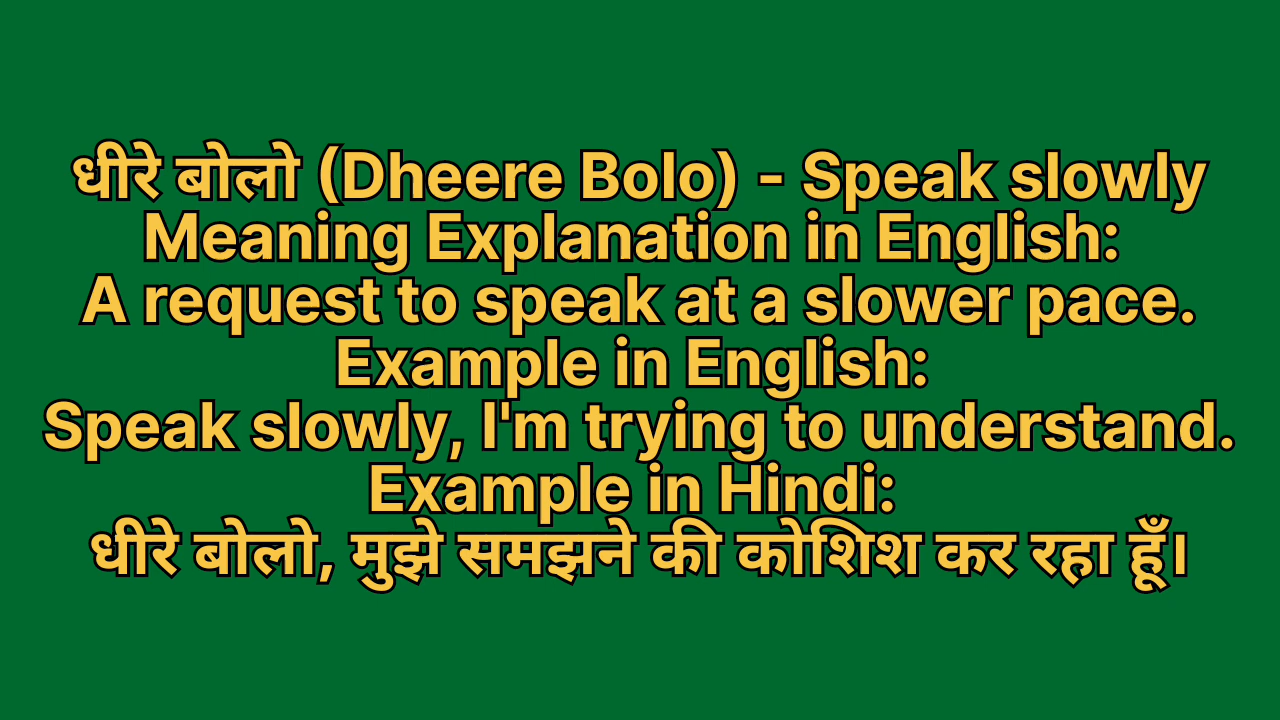 धीरे बोलो (Dheere Bolo) - Speak slowly
Meaning Explanation in English:
A request to speak at a slower pace.
Example in English:
Speak slowly, I'm trying to understand.
Example in Hindi:
धीरे बोलो, मुझे समझने की कोशिश कर रहा हूँ।